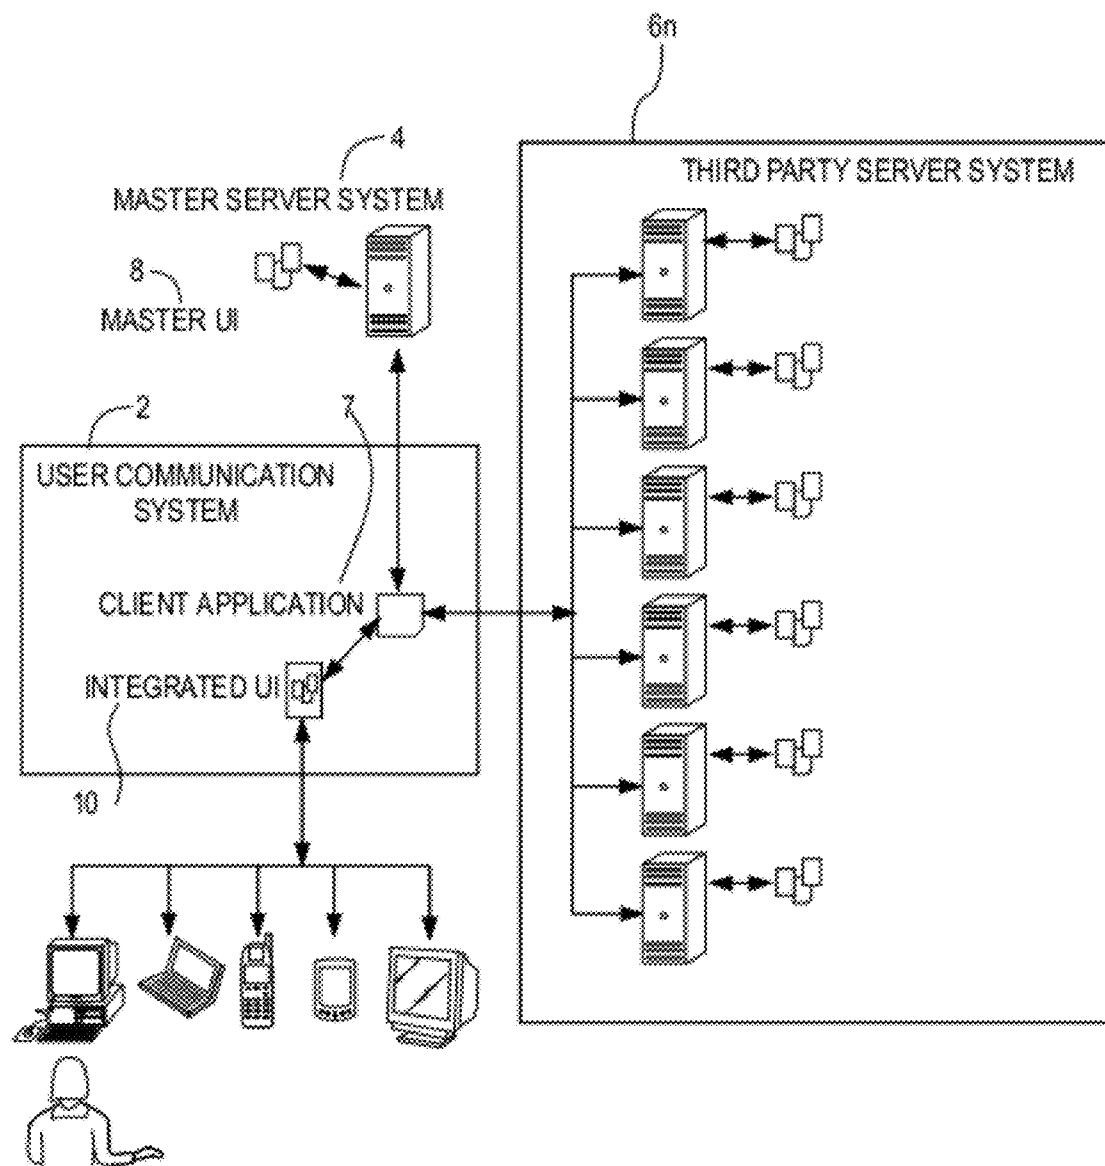 6n
4
THIRD PARTY SERVER SYSTEM
MASTER SERVER SYSTEM
8
MASTER UI
2
7
USER COMMUNICATION
SYSTEM
CLIENT APPLICATION
INTEGRATED UI
10